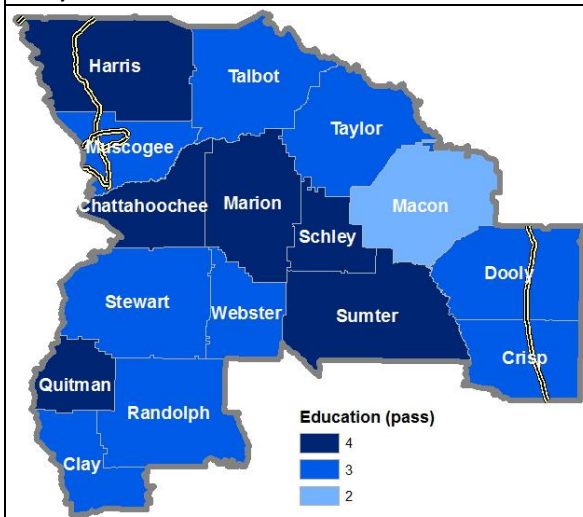 Harris
Talbot
Taylor
Muscogee
Chattahoochee
Marion
Macon
Schley
Dooly
Stewart
Webster
Sumter
Crisp
Quitman
Randolph
Clay
Education (pass)
4
3
2